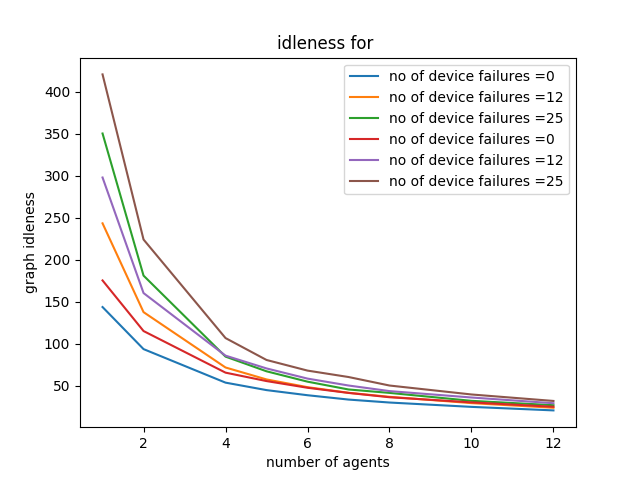 idleness for
no of device failures =0
no of device failures =12
no of device failures =25
no of device failures =0
no of device failures =12
no of device failures =25
graph idleness
400
350
300
250
200
150
100
50
2 4 6 8 10 12
number of agents